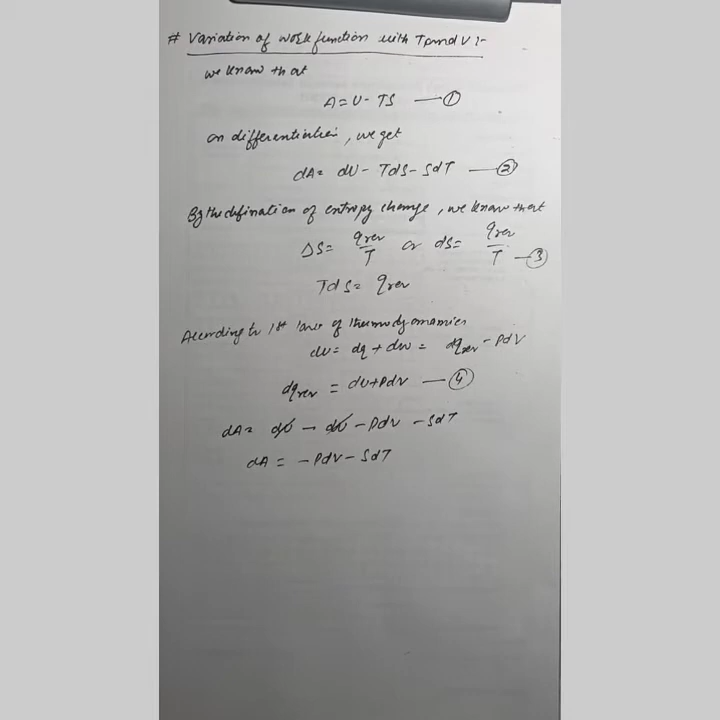 # Variation of work function with T and V :-
we know that
A = U - TS —①
on differentiation, we get
dA = dU - TdS - SdT —②
By the defination of entropy change, we know that
ΔS = qrev/T or dS = qrev/T —③
TdS = qrev
According to 1st law of thermodynamics
dU = dq + dw = dqrev - PdV
dqrev = dU + PdV —④
dA = dU - dU - PdV - SdT
dA = - PdV - SdT